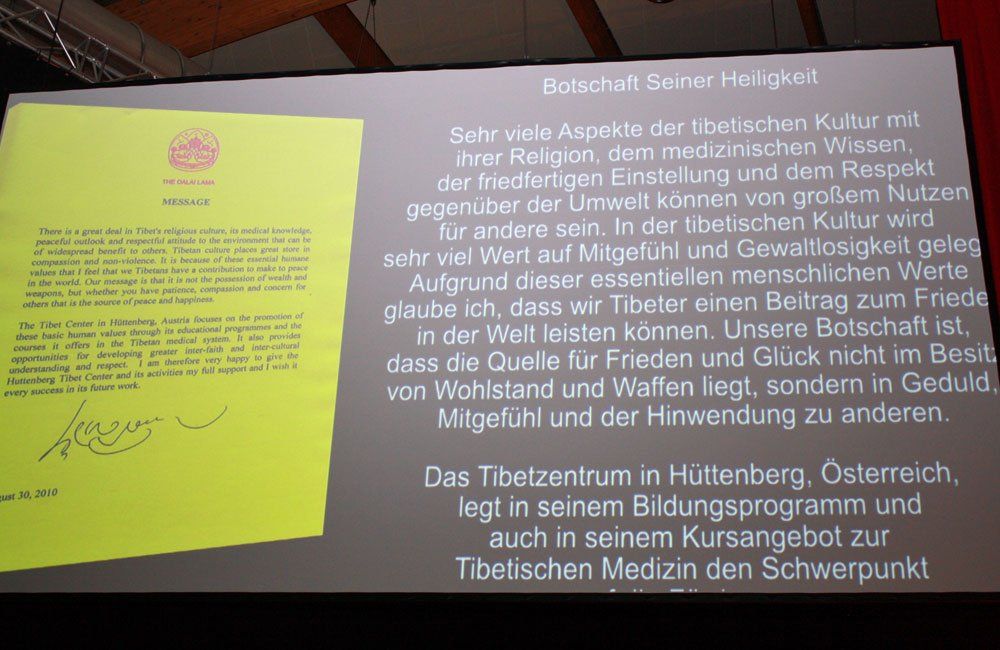 THE DALAI LAMA
MESSAGE
There is a great deal in Tibet's religious culture, its medical knowledge,
peaceful outlook and respectful attitude to the environment that can be
of widespread benefit to others. Tibetan culture places great store in
compassion and non-violence. It is because of these essential humane
values that I feel that we Tibetans have a contribution to make to peace
in the world. Our message is that it is not the possession of wealth and
weapons, but whether you have patience, compassion and concern for
others that is the source of peace and happiness.
The Tibet Center in Hüttenberg, Austria focuses on the promotion of
these basic human values through its educational programmes and the
courses it offers in the Tibetan medical system. It also provides
opportunities for developing greater inter-faith and inter-cultural
understanding and respect. I am therefore very happy to give the
Huttenberg Tibet Center and its activities my full support and I wish it
every success in its future work.
gust 30, 2010
Botschaft Seiner Heiligkeit
Sehr viele Aspekte der tibetischen Kultur mit
ihrer Religion, dem medizinischen Wissen,
der friedfertigen Einstellung und dem Respekt
gegenüber der Umwelt können von großem Nutzen
für andere sein. In der tibetischen Kultur wird
sehr viel Wert auf Mitgefühl und Gewaltlosigkeit geleg
Aufgrund dieser essentiellen menschlichen Werte
glaube ich, dass wir Tibeter einen Beitrag zum Friede
in der Welt leisten können. Unsere Botschaft ist,
dass die Quelle für Frieden und Glück nicht im Besitz
von Wohlstand und Waffen liegt, sondern in Geduld,
Mitgefühl und der Hinwendung zu anderen.
Das Tibetzentrum in Hüttenberg, Österreich,
legt in seinem Bildungsprogramm und
auch in seinem Kursangebot zur
Tibetischen Medizin den Schwerpunkt